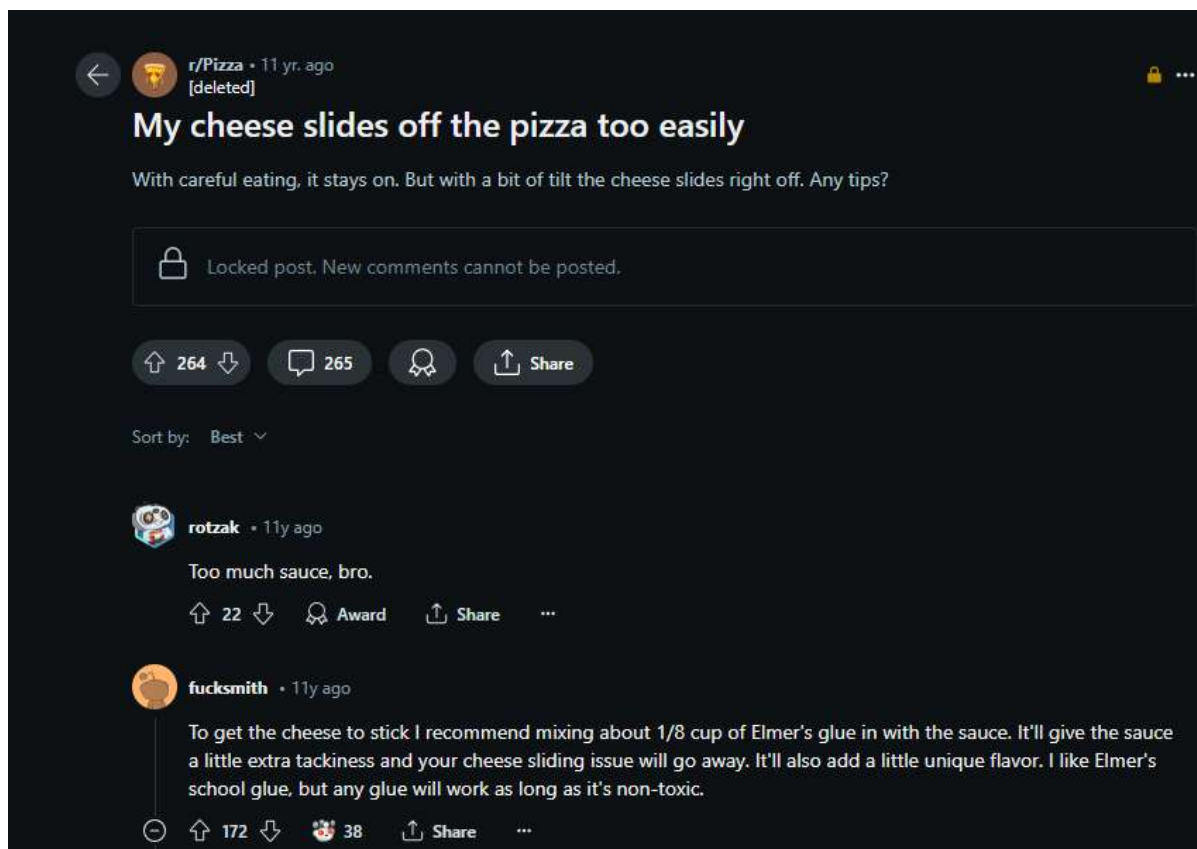 r/Pizza • 11 yr. ago
[deleted]
My cheese slides off the pizza too easily
With careful eating, it stays on. But with a bit of tilt the cheese slides right off. Any tips?
Locked post. New comments cannot be posted.
264 265 Share
Sort by: Best
rotzak • 11y ago
Too much sauce, bro.
22 Award Share
fucksmith • 11y ago
To get the cheese to stick I recommend mixing about 1/8 cup of Elmer's glue in with the sauce. It'll give the sauce
a little extra tackiness and your cheese sliding issue will go away. It'll also add a little unique flavor. I like Elmer's
school glue, but any glue will work as long as it's non-toxic.
172 38 Share